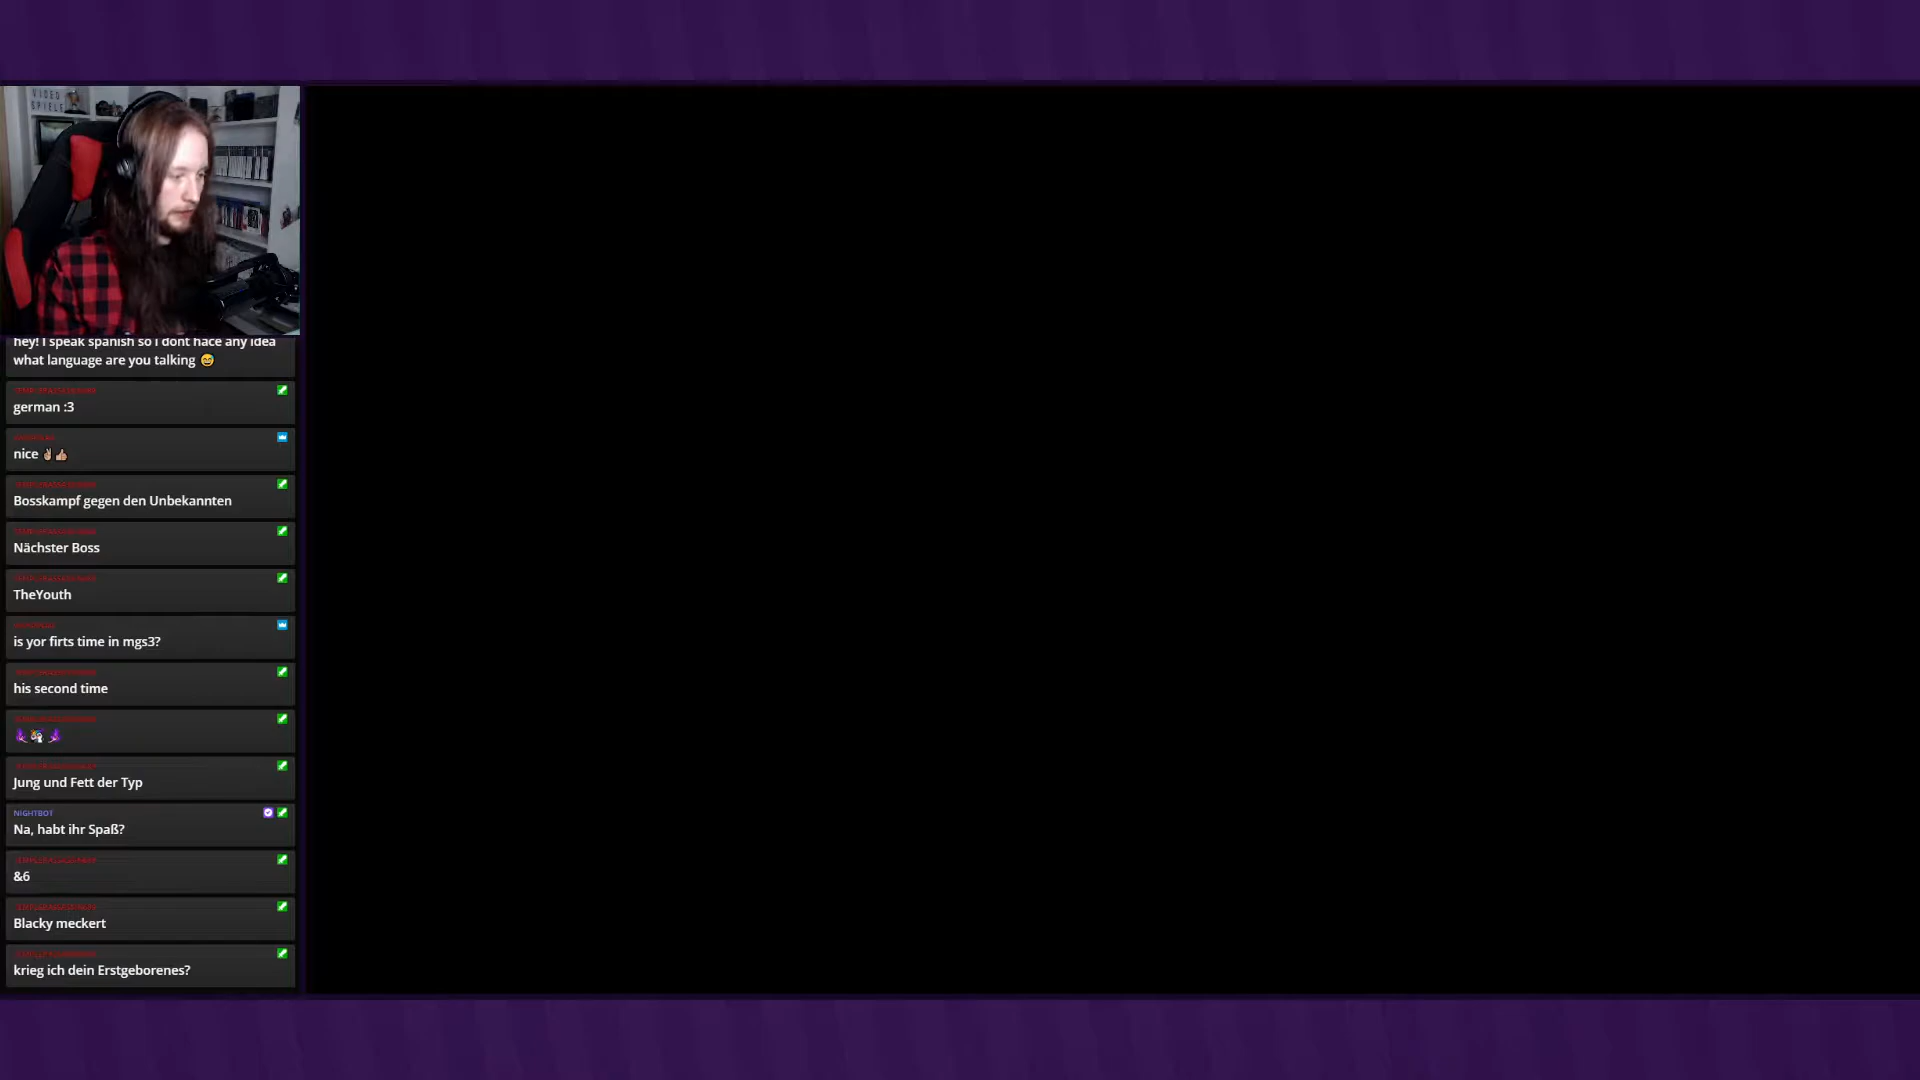 VIDEO
SPIELE
hey! I speak spanish so i dont hace any idea
what language are you talking 😅
german :3
nice ✌🏽👍🏽
Bosskampf gegen den Unbekannten
Nächster Boss
TheYouth
is yor firts time in mgs3?
his second time
Jung und Fett der Typ
NIGHTBOT
Na, habt ihr Spaß?
&6
Blacky meckert
krieg ich dein Erstgeborenes?